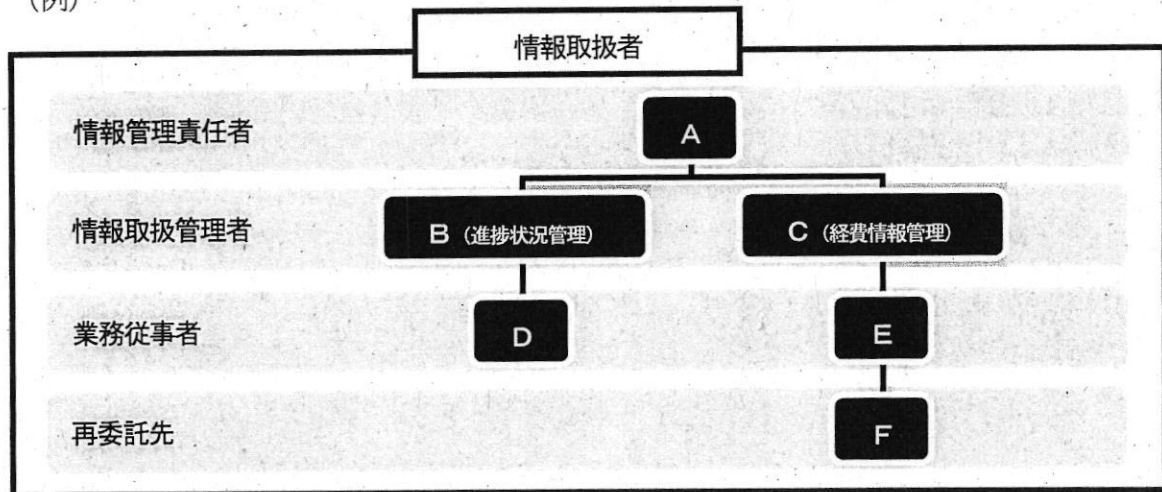 (例)
情報取扱者
情報管理責任者
A
情報取扱管理者
B (進捗状況管理)
C (経費情報管理)
業務従事者
D
E
再委託先
F